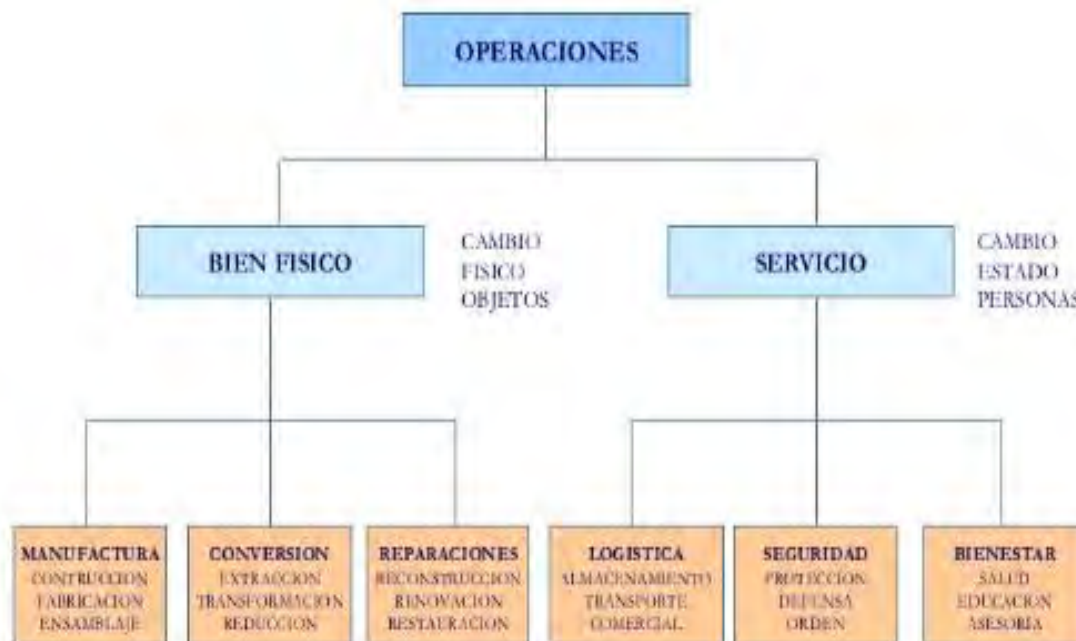 OPERACIONES
BIEN FISICO
CAMBIO
FISICO
OBJETOS
SERVICIO
CAMBIO
ESTADO
PERSONAS
MANUFACTURA
CONTRUCCION
FABRICACION
ENSAMBLAJE
CONVERSION
EXTRACCION
TRANSFORMACION
REDUCCION
REPARACIONES
RECONSTRUCCION
RENOVACION
RESTAURACION
LOGISTICA
ALMACENAMIENTO
TRANSPORTE
COMERCIAL
SEGURIDAD
PROTECCION
DEFENSA
ORDEN
BIENESTAR
SALUD
EDUCACION
ASESORÍA